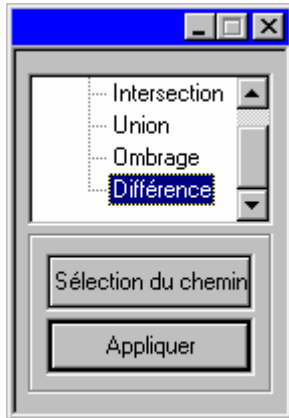 Intersection
Union
Ombrage
Différence
Sélection du chemin
Appliquer